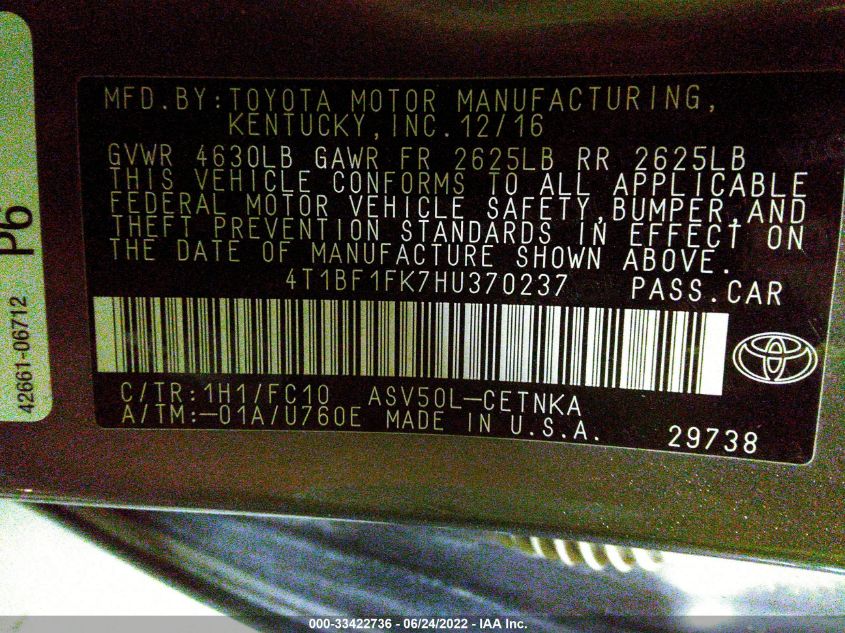 MFD.BY:TOYOTA MOTOR MANUFACTURING,
KENTUCKY,INC.12/16
GVWR 4630LB GAWR FR 2625LB RR 2625LB
THIS VEHICLE CONFORMS TO ALL APPLICABLE
FEDERAL MOTOR VEHICLE SAFETY,BUMPER,AND
THEFT PREVENTION STANDARDS IN EFFECT ON
THE DATE OF MANUFACTURE SHOWN ABOVE.
4T1BF1FK7HU370237 PASS.CAR
C/TR:1H1/FC10 ASV50L-CETNKA
A/TM:-01A/U760E MADE IN U.S.A.
29738
P6
42661-06712
000-33422736 - 06/24/2022 - IAA Inc.